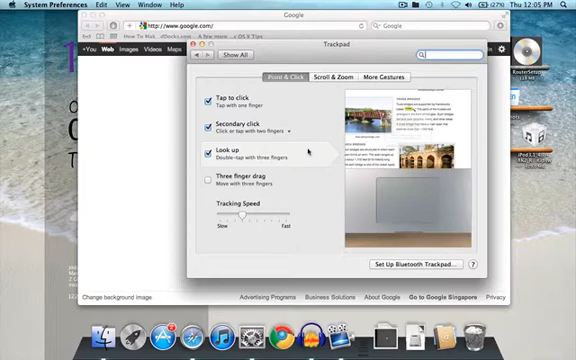 System Preferences Edit View Window Help
(27%) Thu 12:05 PM
Google
http://www.google.com/
+You Web Images
Trackpad
Show All
Point & Click Scroll & Zoom More Gestures
Tap to click
Tap with one finger
Secondary click
Click or tap with two fingers
Look up
Double-tap with three fingers
Three finger drag
Move with three fingers
Tracking Speed
Slow Fast
Set Up Bluetooth Trackpad... ?
Change background image
Advertising Programs Business Solutions About Google Go to Google Singapore Privacy